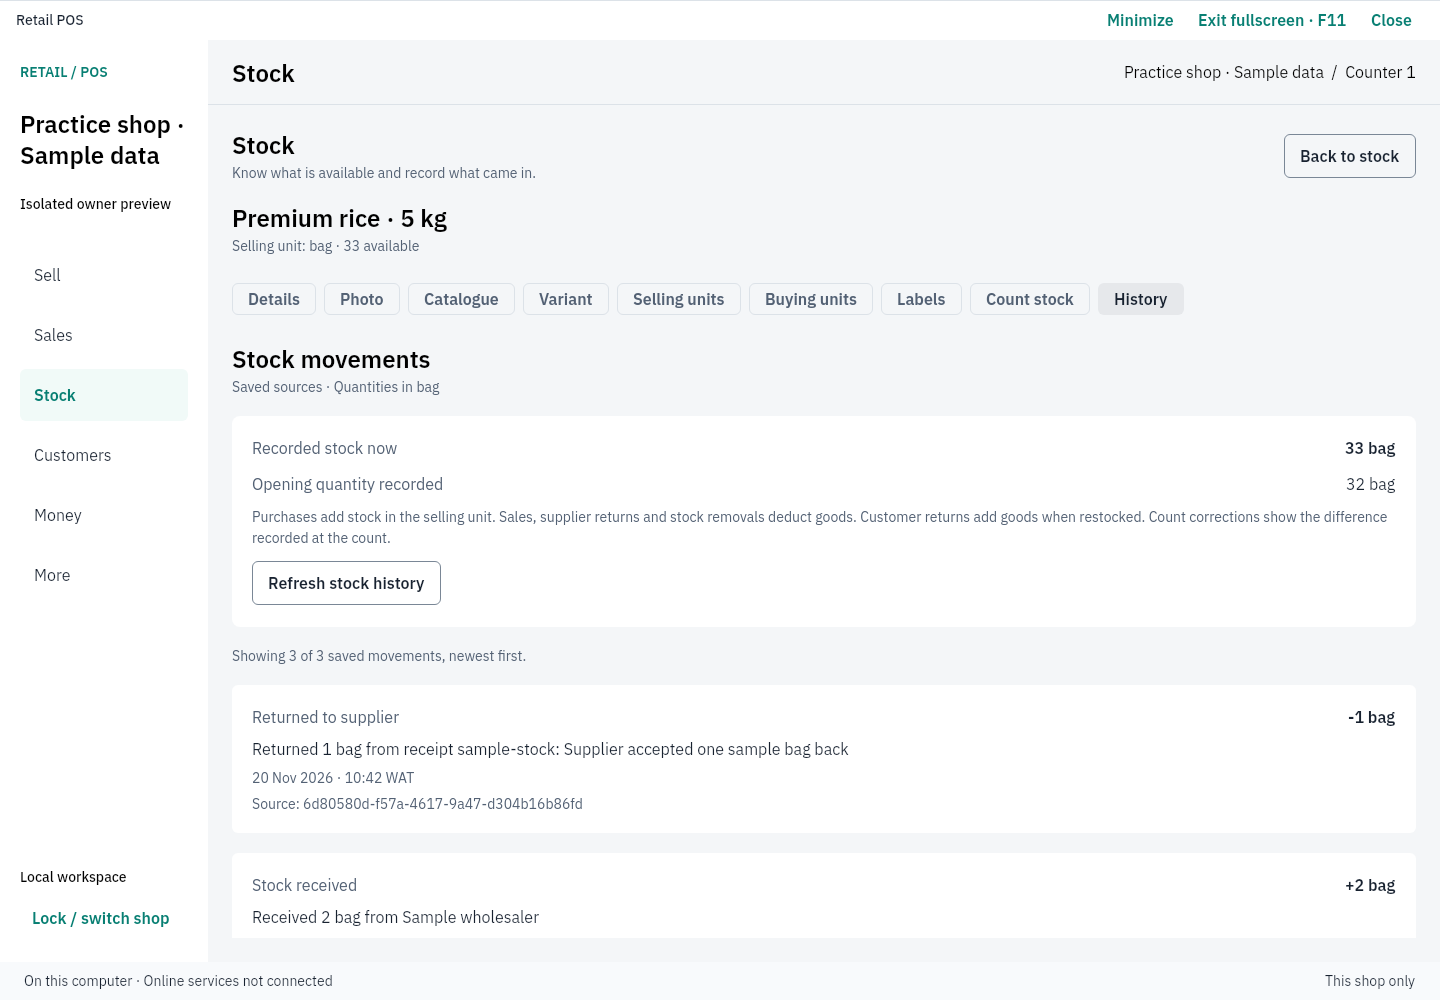 Retail POS
Minimize
Exit fullscreen · F11
Close
RETAIL / POS
Practice shop ·
Sample data
Isolated owner preview
Sell
Sales
Stock
Customers
Money
More
Local workspace
Lock / switch shop
Stock
Practice shop · Sample data / Counter 1
Stock
Know what is available and record what came in.
Back to stock
Premium rice · 5 kg
Selling unit: bag · 33 available
Details
Photo
Catalogue
Variant
Selling units
Buying units
Labels
Count stock
History
Stock movements
Saved sources · Quantities in bag
Recorded stock now
33 bag
Opening quantity recorded
32 bag
Purchases add stock in the selling unit. Sales, supplier returns and stock removals deduct goods. Customer returns add goods when restocked. Count corrections show the difference
recorded at the count.
Refresh stock history
Showing 3 of 3 saved movements, newest first.
Returned to supplier
-1 bag
Returned 1 bag from receipt sample-stock: Supplier accepted one sample bag back
20 Nov 2026 · 10:42 WAT
Source: 6d80580d-f57a-4617-9a47-d304b16b86fd
Stock received
+2 bag
Received 2 bag from Sample wholesaler
On this computer · Online services not connected
This shop only